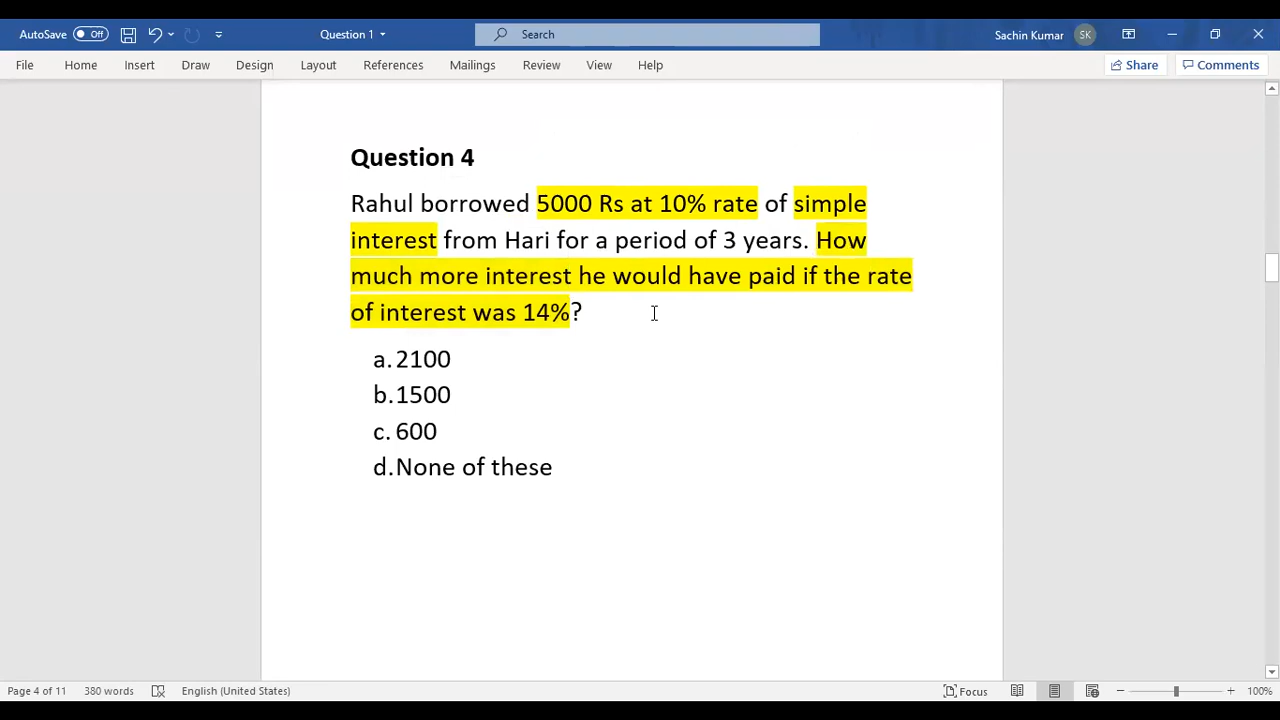 AutoSave Off Question 1 Search Sachin Kumar SK
File Home Insert Draw Design Layout References Mailings Review View Help Share Comments
Question 4
Rahul borrowed 5000 Rs at 10% rate of simple
interest from Hari for a period of 3 years. How
much more interest he would have paid if the rate
of interest was 14%?
a. 2100
b. 1500
c. 600
d. None of these
Page 4 of 11 380 words English (United States) Focus 100%